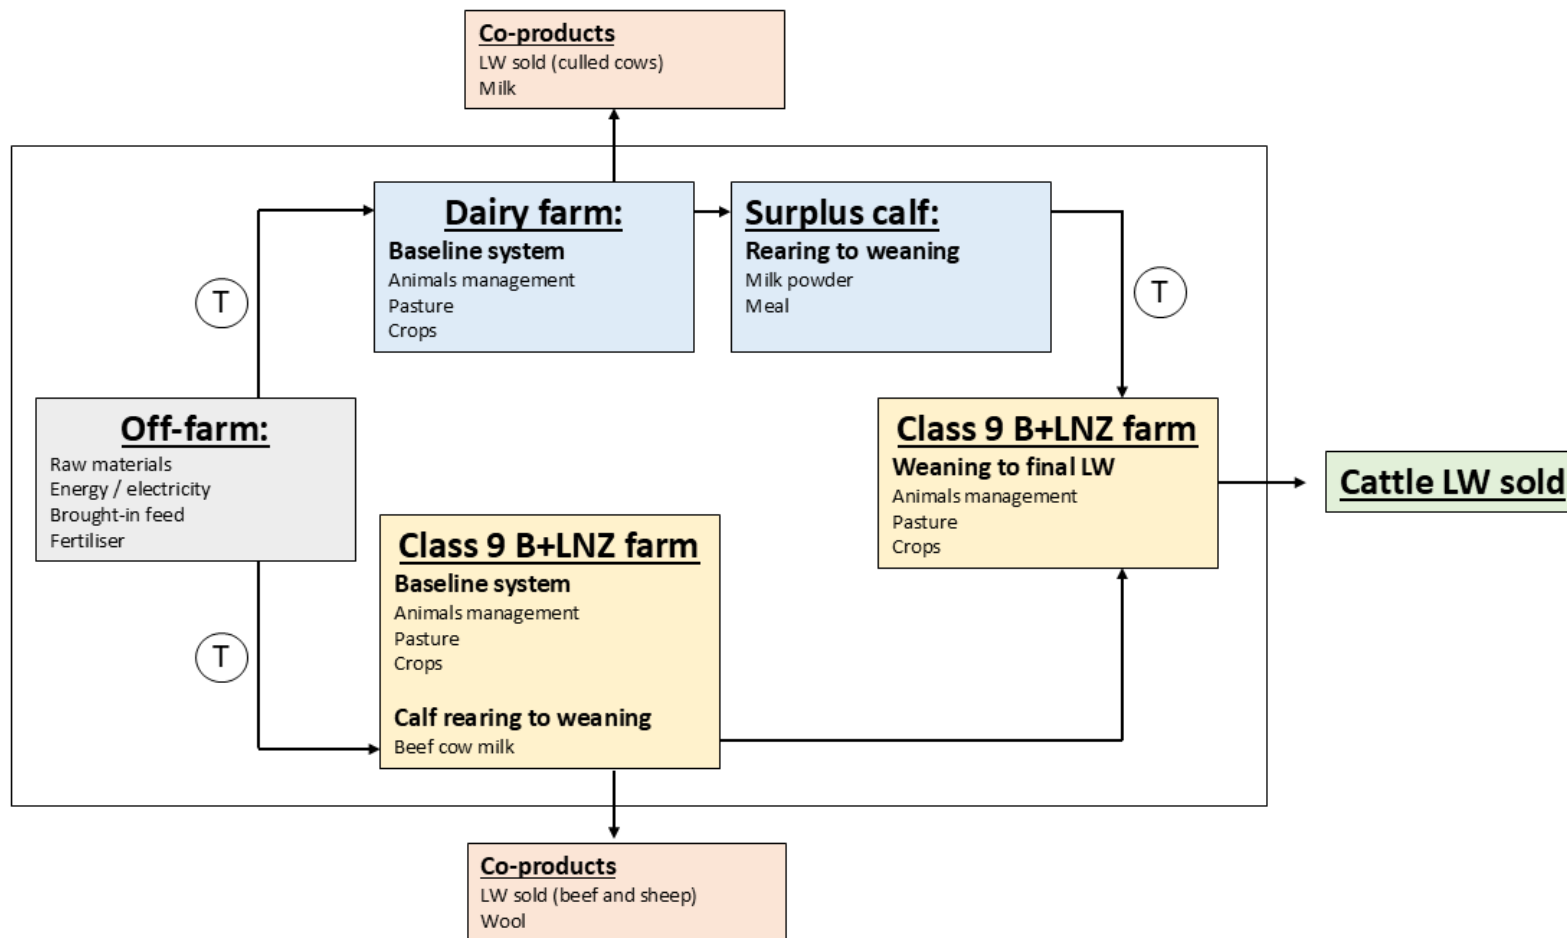 Co-products
LW sold (culled cows)
Milk
Dairy farm:
Baseline system
Animals management
Pasture
Crops
Surplus calf:
Rearing to weaning
Milk powder
Meal
T
T
Off-farm:
Raw materials
Energy / electricity
Brought-in feed
Fertiliser
Class 9 B+LNZ farm
Weaning to final LW
Animals management
Pasture
Crops
Cattle LW sold
Class 9 B+LNZ farm
Baseline system
Animals management
Pasture
Crops
Calf rearing to weaning
Beef cow milk
T
Co-products
LW sold (beef and sheep)
Wool